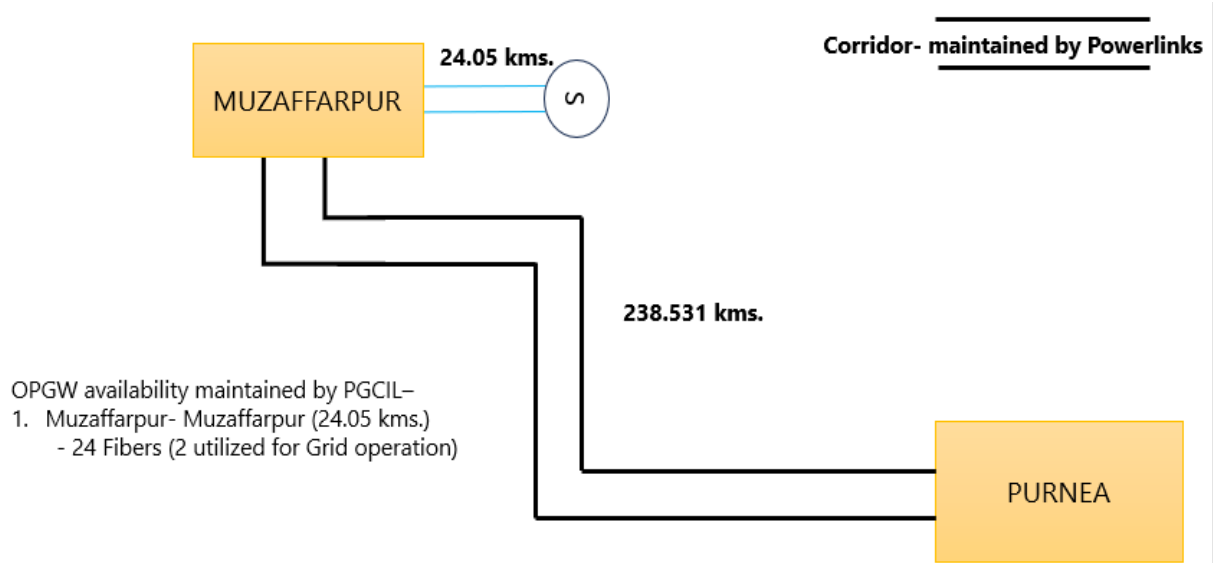 24.05 kms.
Corridor- maintained by Powerlinks
MUZAFFARPUR
S
238.531 kms.
OPGW availability maintained by PGCIL–
1. Muzaffarpur- Muzaffarpur (24.05 kms.)
- 24 Fibers (2 utilized for Grid operation)
PURNEA